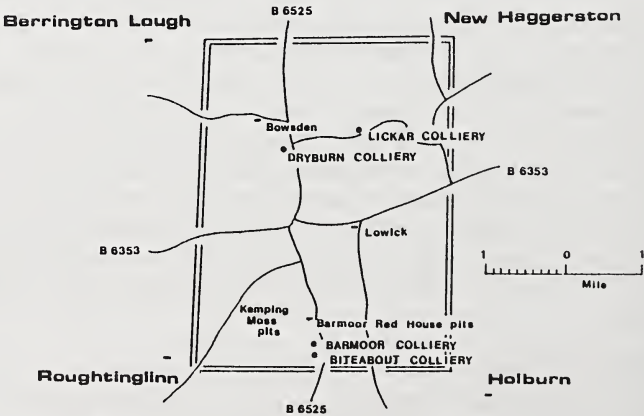 B 6525
Berrington Lough
New Haggerston
Bowsden
LICKAR COLLIERY
DRYBURN COLLIERY
B 6353
Lowick
B 6353
1 0 1
Mile
Kemping
Moss
pits
Barmoor Red House pits
BARMOOR COLLIERY
BITEABOUT COLLIERY
Roughtinglinn
Holburn
B 6525